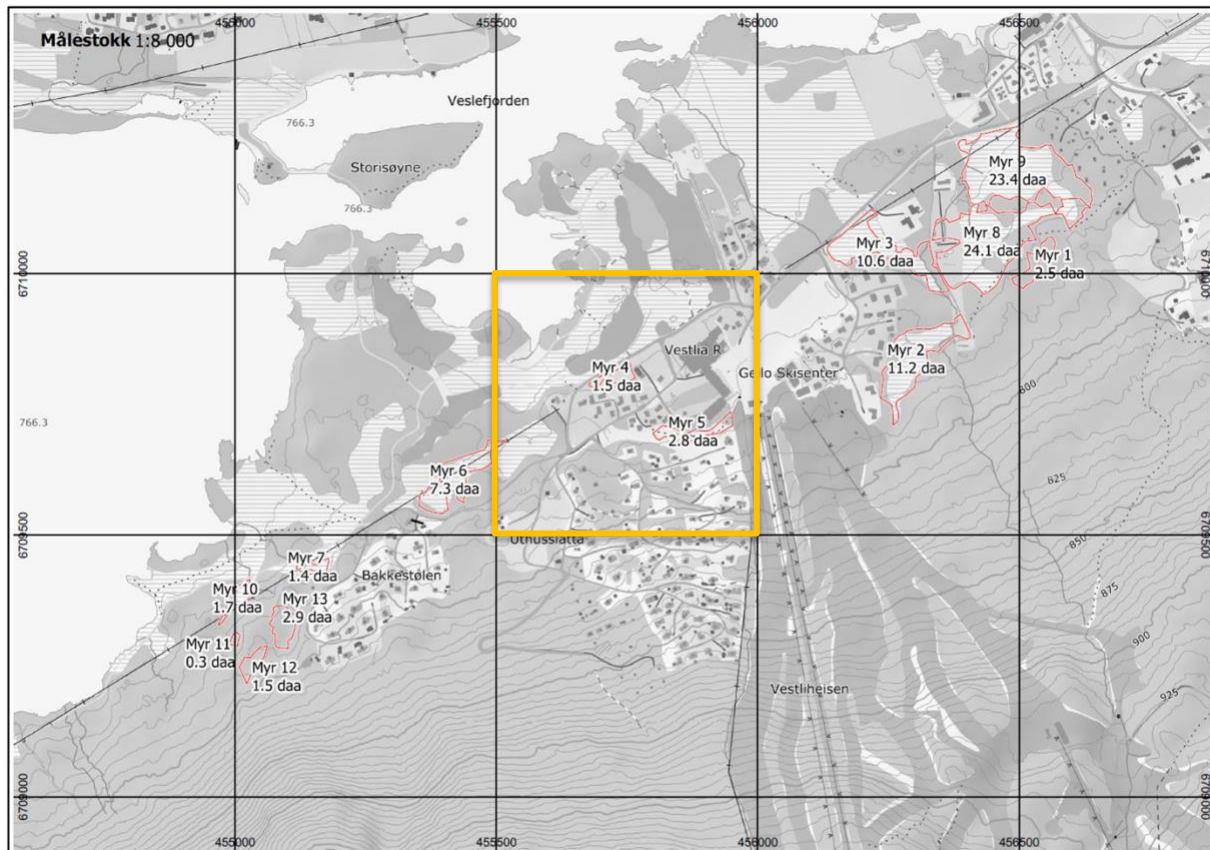 455000
455500
456000
456500
Målestokk 1:8 000
Veslefjorden
766.3
Storisøyne
766.3
Myr 9
23.4 daa
Myr 8
24.1 daa
Myr 3
10.6 daa
Myr 1
2.5 daa
6710000
6710000
Vestlia R
Myr 2
11.2 daa
Myr 4
1.5 daa
Geilo Skisenter
800
766.3
Myr 5
2.8 daa
Myr 6
7.3 daa
825
6709500
6709500
Uthusslåtta
850
Myr 7
1.4 daa
Bakkestølen
875
Myr 10
1.7 daa
Myr 13
2.9 daa
Myr 11
0.3 daa
900
Myr 12
1.5 daa
Vestliheisen
925
6709000
6709000
455000
455500
456000
456500